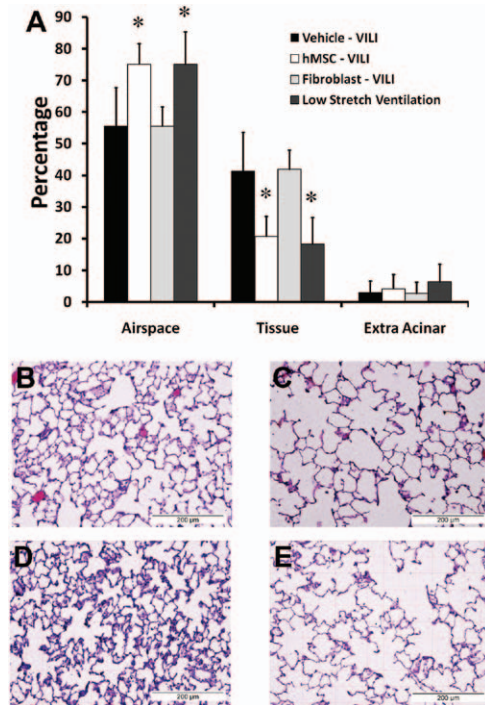 A
* *
Vehicle - VILI
hMSC - VILI
Fibroblast - VILI
Low Stretch Ventilation
Percentage
90
80
70
60
50
40
30
20
10
0
* *
Airspace Tissue Extra Acinar
B
200 µm
C
200 µm
D
200 µm
E
200 µm